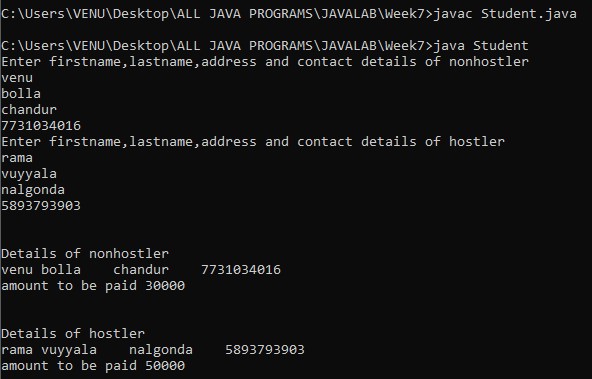 C:\Users\VENU\Desktop\ALL JAVA PROGRAMS\JAVALAB\Week7>javac Student.java
C:\Users\VENU\Desktop\ALL JAVA PROGRAMS\JAVALAB\Week7>java Student
Enter firstname,lastname,address and contact details of nonhostler
venu
bolla
chandur
7731034016
Enter firstname,lastname,address and contact details of hostler
rama
vuyyala
nalgonda
5893793903
Details of nonhostler
venu bolla    chandur    7731034016
amount to be paid 30000
Details of hostler
rama vuyyala    nalgonda    5893793903
amount to be paid 50000